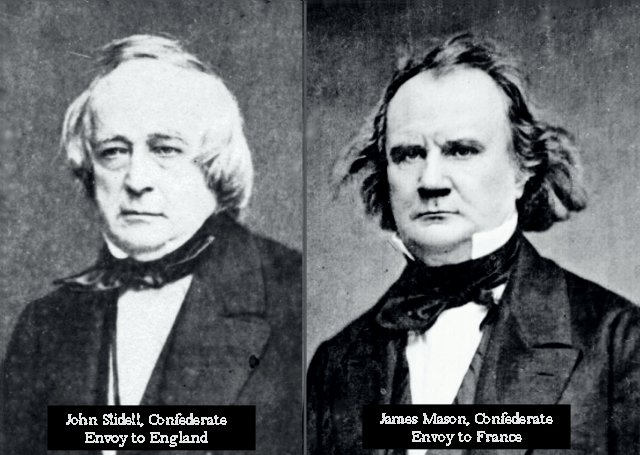 John Slidell, Confederate
Envoy to England
James Mason, Confederate
Envoy to France